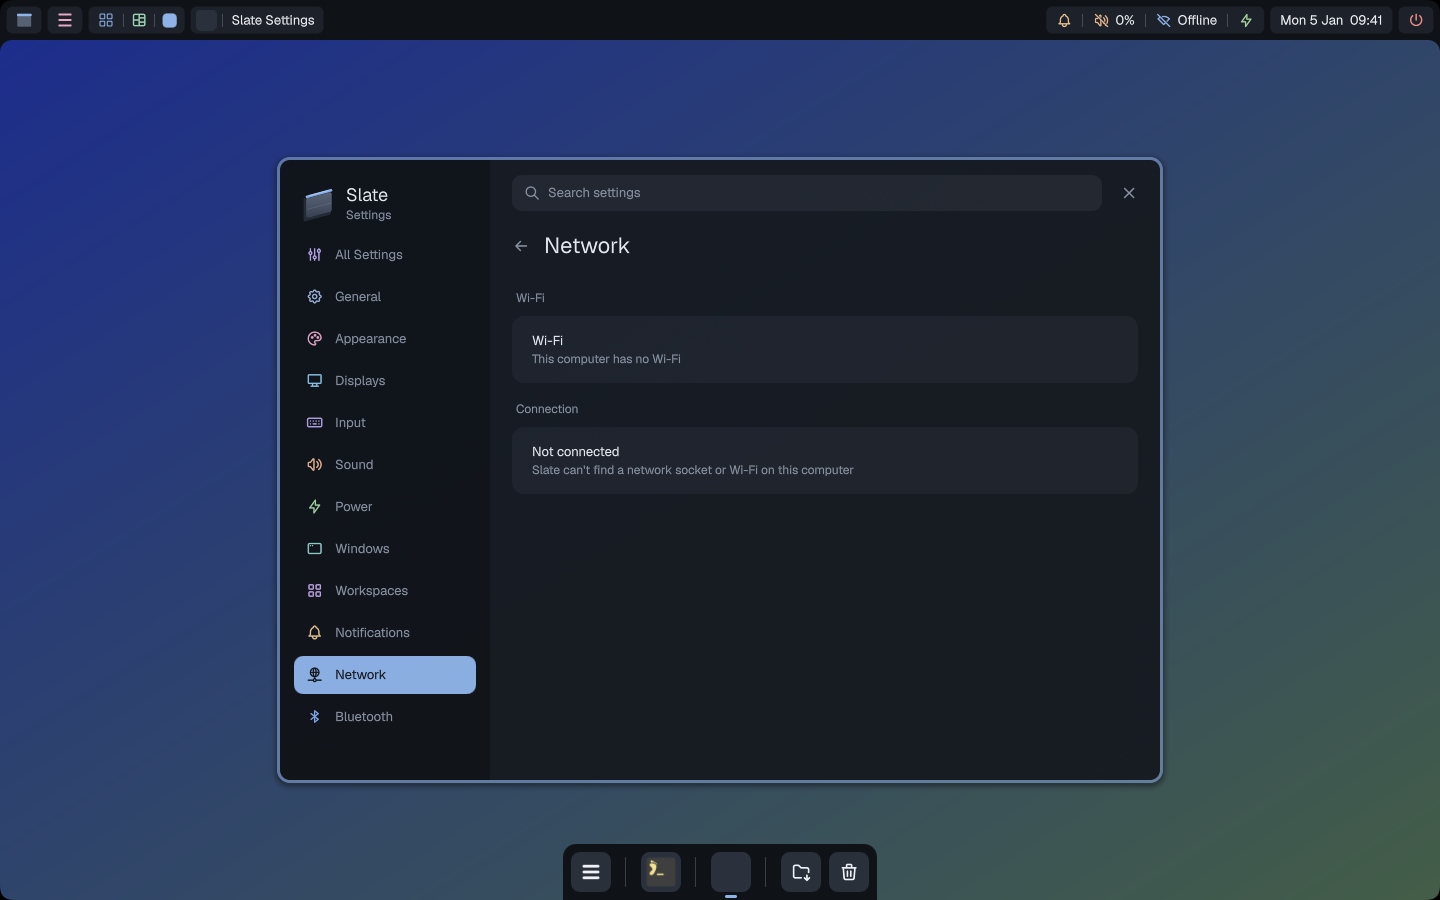 Slate Settings
0%
Offline
Mon 5 Jan 09:41
Slate
Settings
Search settings
Network
All Settings
General
Appearance
Displays
Input
Sound
Power
Windows
Workspaces
Notifications
Network
Bluetooth
Wi-Fi
Wi-Fi
This computer has no Wi-Fi
Connection
Not connected
Slate can't find a network socket or Wi-Fi on this computer